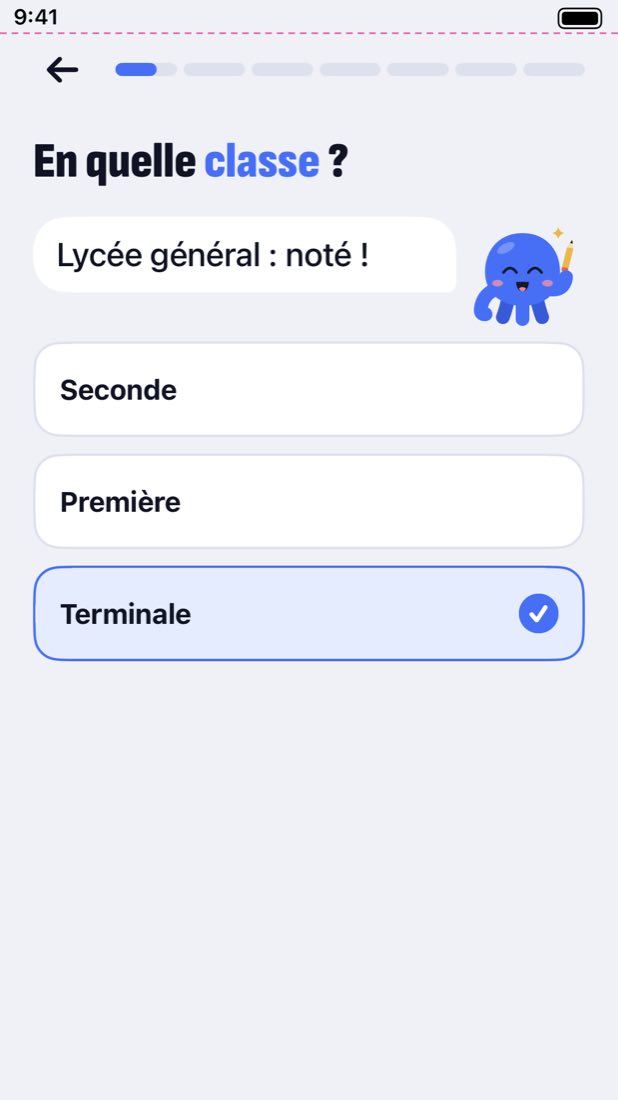 9:41
En quelle classe ?
Lycée général : noté !
Seconde
Première
Terminale